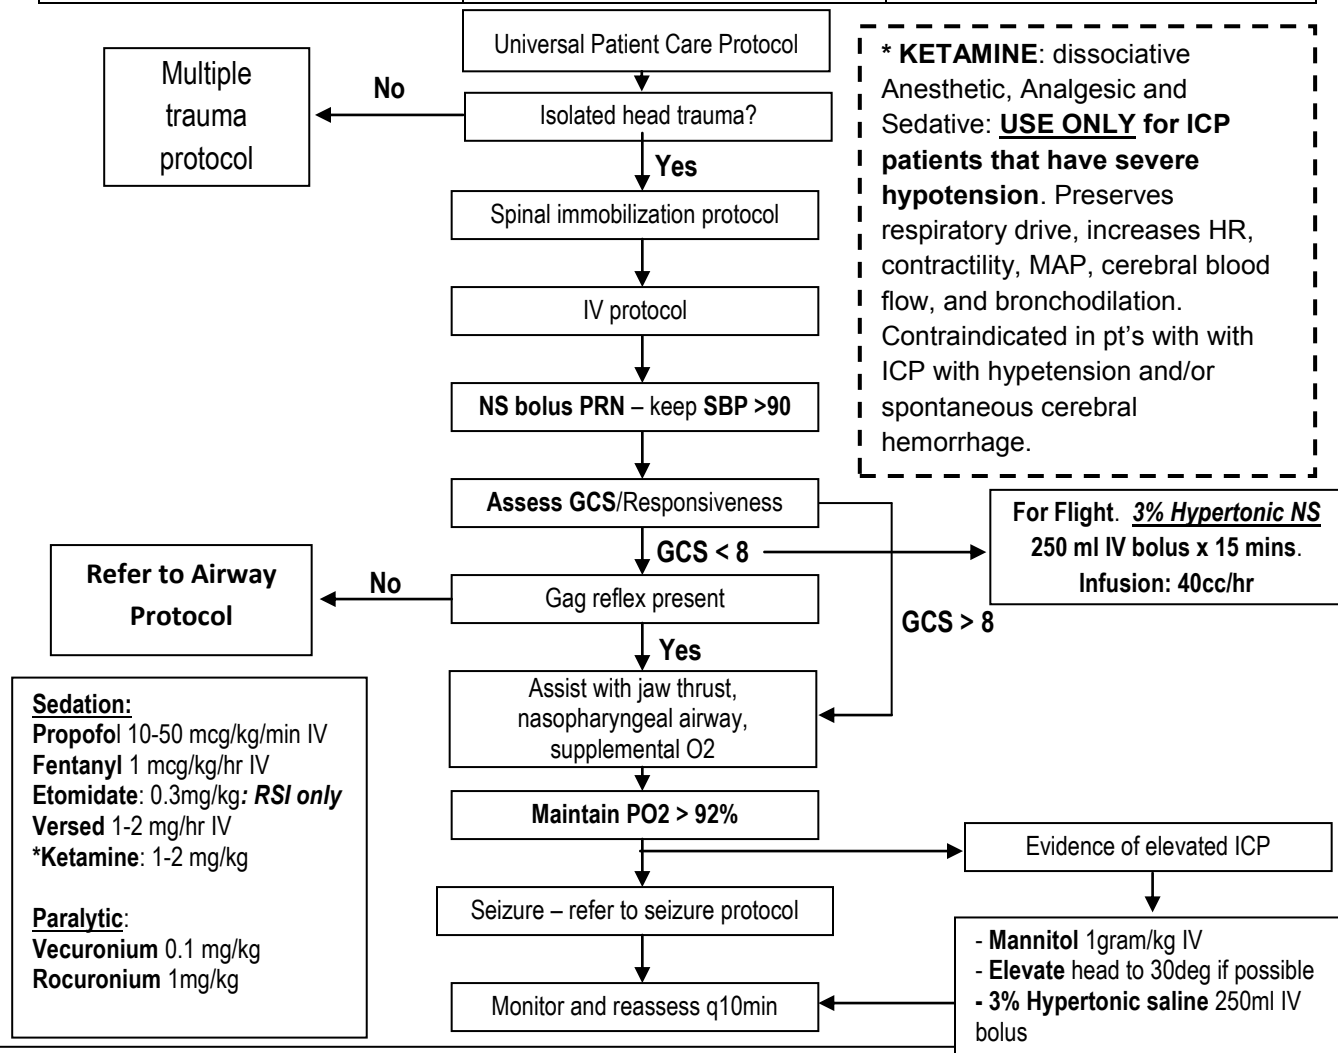 Universal Patient Care Protocol
Multiple
trauma
protocol
No
Isolated head trauma?
Yes
Spinal immobilization protocol
IV protocol
NS bolus PRN – keep SBP >90
* KETAMINE: dissociative
Anesthetic, Analgesic and
Sedative: USE ONLY for ICP
patients that have severe
hypotension. Preserves
respiratory drive, increases HR,
contractility, MAP, cerebral blood
flow, and bronchodilation.
Contraindicated in pt's with with
ICP with hypetension and/or
spontaneous cerebral
hemorrhage.
Assess GCS/Responsiveness
GCS < 8
For Flight. 3% Hypertonic NS
250 ml IV bolus x 15 mins.
Infusion: 40cc/hr
Refer to Airway
Protocol
No
Gag reflex present
GCS > 8
Yes
Assist with jaw thrust,
nasopharyngeal airway,
supplemental O2
Sedation:
Propofol 10-50 mcg/kg/min IV
Fentanyl 1 mcg/kg/hr IV
Etomidate: 0.3mg/kg: RSI only
Versed 1-2 mg/hr IV
*Ketamine: 1-2 mg/kg
Paralytic:
Vecuronium 0.1 mg/kg
Rocuronium 1mg/kg
Maintain PO2 > 92%
Evidence of elevated ICP
Seizure – refer to seizure protocol
- Mannitol 1gram/kg IV
- Elevate head to 30deg if possible
- 3% Hypertonic saline 250ml IV
bolus
Monitor and reassess q10min